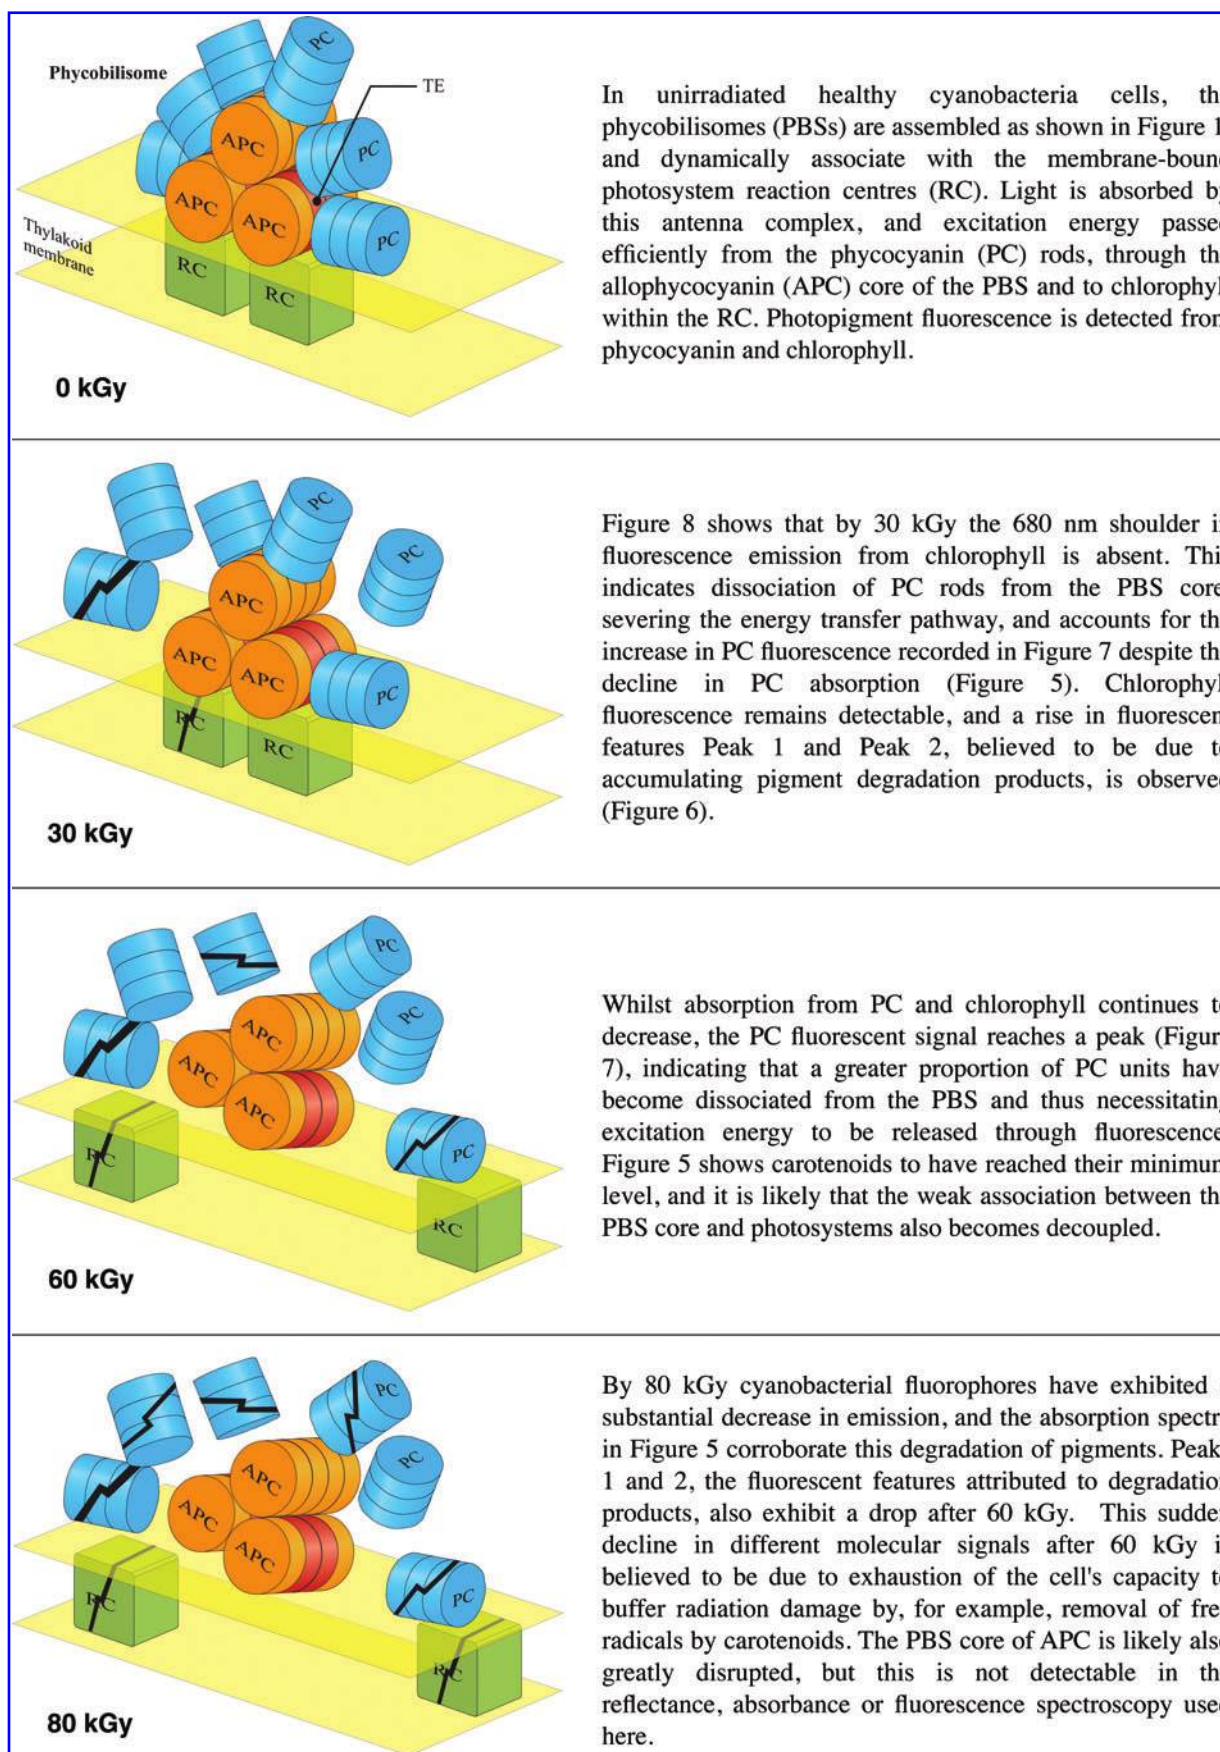 Phycobilisome
PC
TE
APC
PC
APC
APC
PC
Thylakoid
membrane
RC
RC
0 kGy
In unirradiated healthy cyanobacteria cells, th
phycobilisomes (PBSs) are assembled as shown in Figure 1
and dynamically associate with the membrane-bound
photosystem reaction centres (RC). Light is absorbed by
this antenna complex, and excitation energy passed
efficiently from the phycocyanin (PC) rods, through th
allophycocyanin (APC) core of the PBS and to chlorophyl
within the RC. Photopigment fluorescence is detected from
phycocyanin and chlorophyll.
PC
PC
APC
APC
APC
PC
RC
RC
30 kGy
Figure 8 shows that by 30 kGy the 680 nm shoulder in
fluorescence emission from chlorophyll is absent. Thi
indicates dissociation of PC rods from the PBS core
severing the energy transfer pathway, and accounts for th
increase in PC fluorescence recorded in Figure 7 despite th
decline in PC absorption (Figure 5). Chlorophyl
fluorescence remains detectable, and a rise in fluorescen
features Peak 1 and Peak 2, believed to be due t
accumulating pigment degradation products, is observed
(Figure 6).
PC
PC
APC
APC
APC
PC
RC
RC
60 kGy
Whilst absorption from PC and chlorophyll continues t
decrease, the PC fluorescent signal reaches a peak (Figur
7), indicating that a greater proportion of PC units hav
become dissociated from the PBS and thus necessitating
excitation energy to be released through fluorescence
Figure 5 shows carotenoids to have reached their minimum
level, and it is likely that the weak association between th
PBS core and photosystems also becomes decoupled.
PC
PC
APC
APC
APC
PC
RC
RC
80 kGy
By 80 kGy cyanobacterial fluorophores have exhibited
substantial decrease in emission, and the absorption spectr
in Figure 5 corroborate this degradation of pigments. Peak
1 and 2, the fluorescent features attributed to degradation
products, also exhibit a drop after 60 kGy. This sudden
decline in different molecular signals after 60 kGy i
believed to be due to exhaustion of the cell's capacity t
buffer radiation damage by, for example, removal of fre
radicals by carotenoids. The PBS core of APC is likely als
greatly disrupted, but this is not detectable in th
reflectance, absorbance or fluorescence spectroscopy used
here.